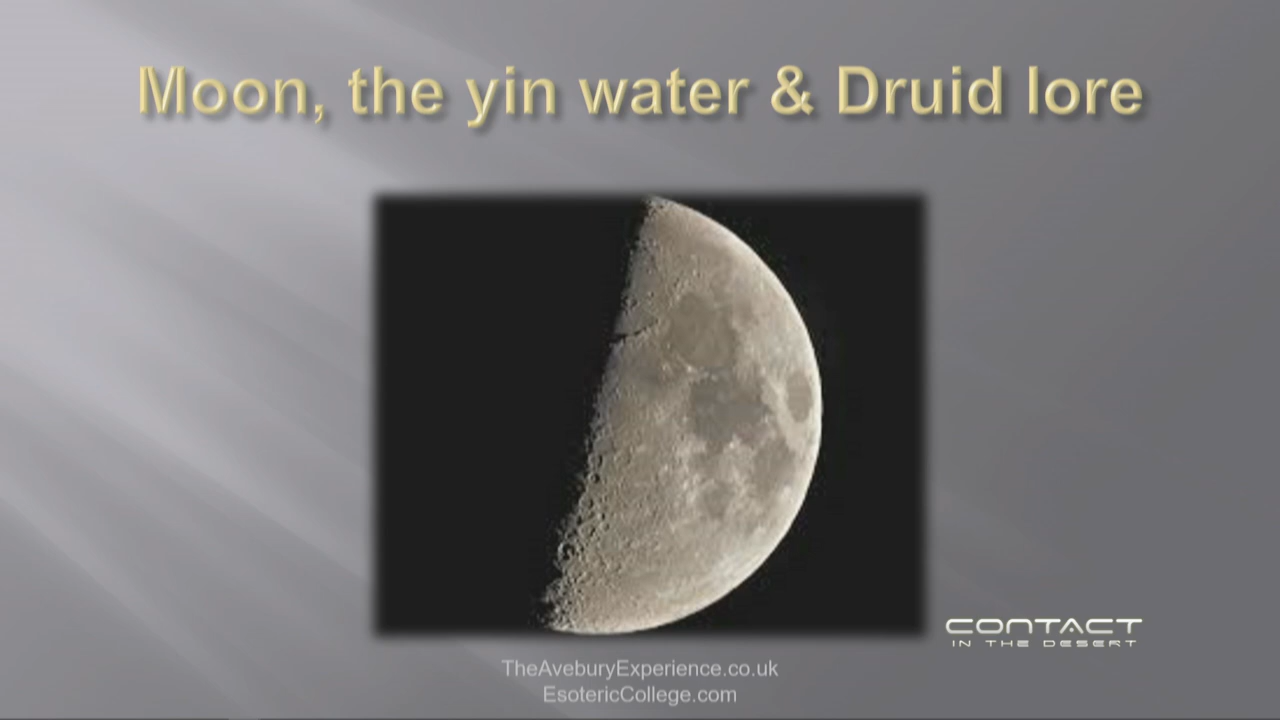 Moon, the yin water & Druid lore
CONTACT
IN THE DESERT
TheAveburyExperience.co.uk
EsotericCollege.com